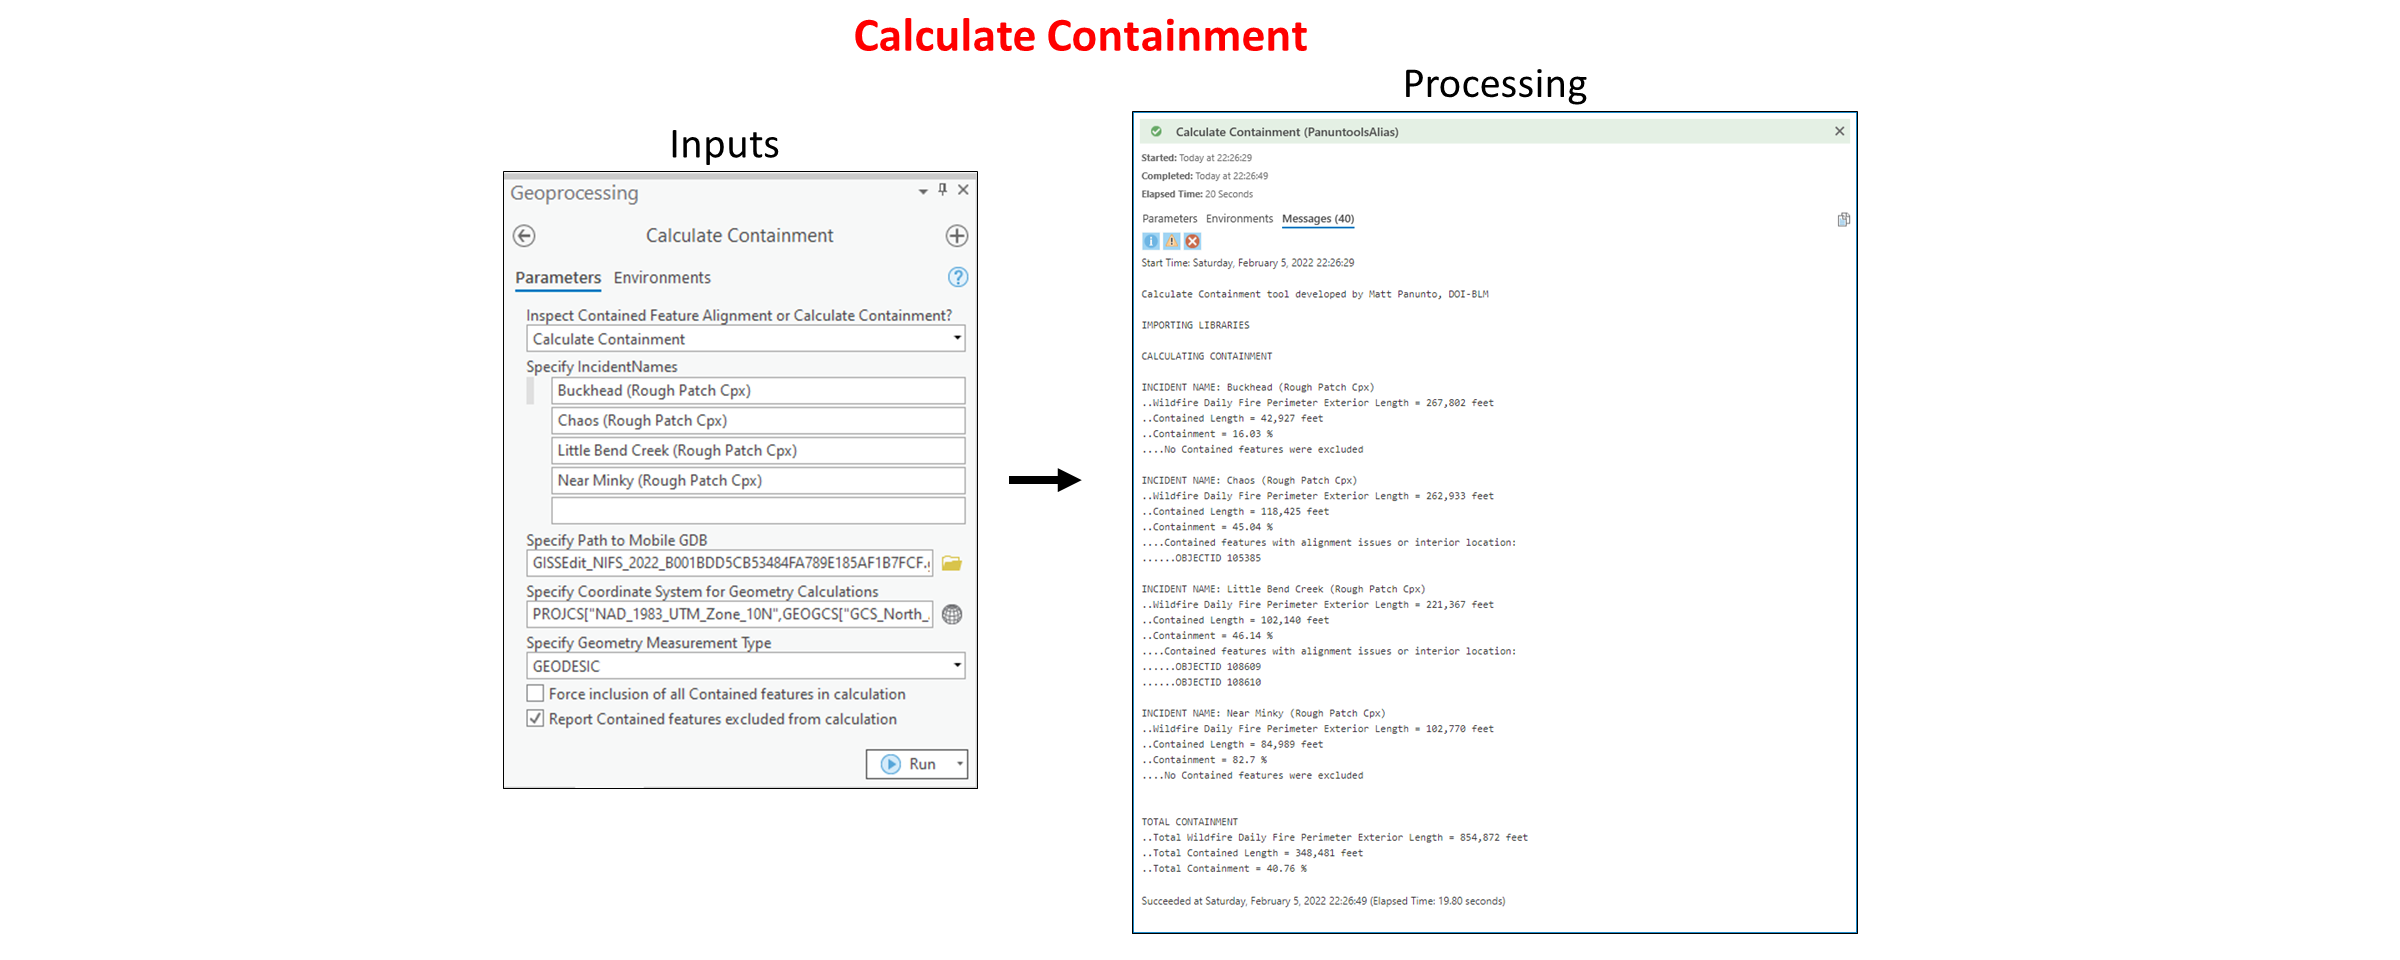 Calculate Containment
Inputs
Geoprocessing
Calculate Containment
Parameters Environments
Inspect Contained Feature Alignment or Calculate Containment?
Calculate Containment
Specify IncidentNames
Buckhead (Rough Patch Cpx)
Chaos (Rough Patch Cpx)
Little Bend Creek (Rough Patch Cpx)
Near Minky (Rough Patch Cpx)
Specify Path to Mobile GDB
GISSEdit_NIFS_2022_B001BDD5CB53484FA789E185AF1B7FCF.
Specify Coordinate System for Geometry Calculations
PROJCS["NAD_1983_UTM_Zone_10N",GEOGCS["GCS_North_
Specify Geometry Measurement Type
GEODESIC
Force inclusion of all Contained features in calculation
Report Contained features excluded from calculation
Run
Processing
Calculate Containment (PanuntoolsAlias)
Started: Today at 22:26:29
Completed: Today at 22:26:49
Elapsed Time: 20 Seconds
Parameters Environments Messages (40)
Start Time: Saturday, February 5, 2022 22:26:29
Calculate Containment tool developed by Matt Panunto, DOI-BLM
IMPORTING LIBRARIES
CALCULATING CONTAINMENT
INCIDENT NAME: Buckhead (Rough Patch Cpx)
..Wildfire Daily Fire Perimeter Exterior Length = 267,802 feet
..Contained Length = 42,927 feet
..Containment = 16.03 %
....No Contained features were excluded
INCIDENT NAME: Chaos (Rough Patch Cpx)
..Wildfire Daily Fire Perimeter Exterior Length = 262,933 feet
..Contained Length = 118,425 feet
..Containment = 45.04 %
....Contained features with alignment issues or interior location:
......OBJECTID 105385
INCIDENT NAME: Little Bend Creek (Rough Patch Cpx)
..Wildfire Daily Fire Perimeter Exterior Length = 221,367 feet
..Contained Length = 102,140 feet
..Containment = 46.14 %
....Contained features with alignment issues or interior location:
......OBJECTID 108609
......OBJECTID 108610
INCIDENT NAME: Near Minky (Rough Patch Cpx)
..Wildfire Daily Fire Perimeter Exterior Length = 102,770 feet
..Contained Length = 84,989 feet
..Containment = 82.7 %
....No Contained features were excluded
TOTAL CONTAINMENT
..Total Wildfire Daily Fire Perimeter Exterior Length = 854,872 feet
..Total Contained Length = 348,481 feet
..Total Containment = 40.76 %
Succeeded at Saturday, February 5, 2022 22:26:49 (Elapsed Time: 19.80 seconds)